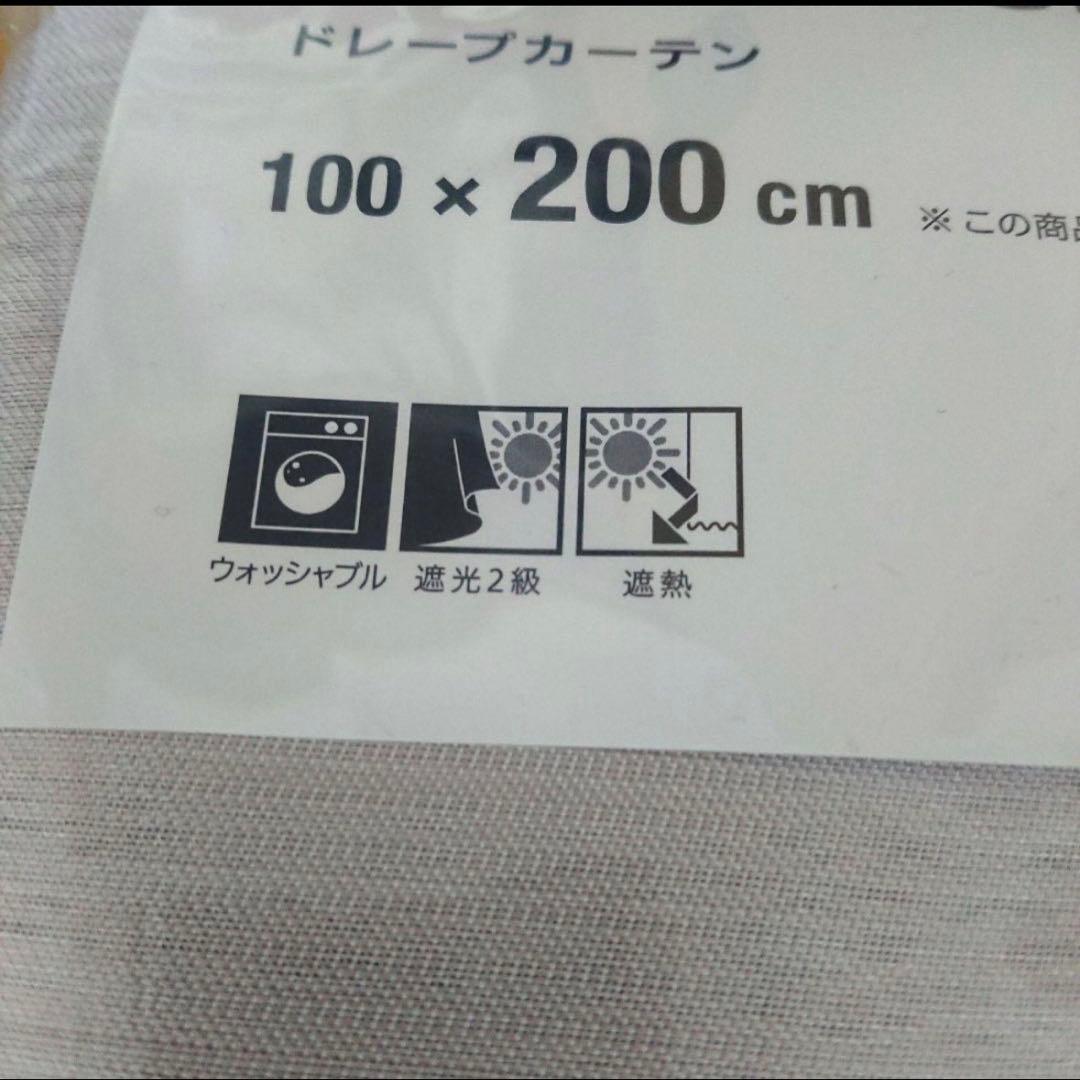 ドレープカーテン
100 × 200 cm ※ この商品
ウォッシャブル 遮光2級 遮熱